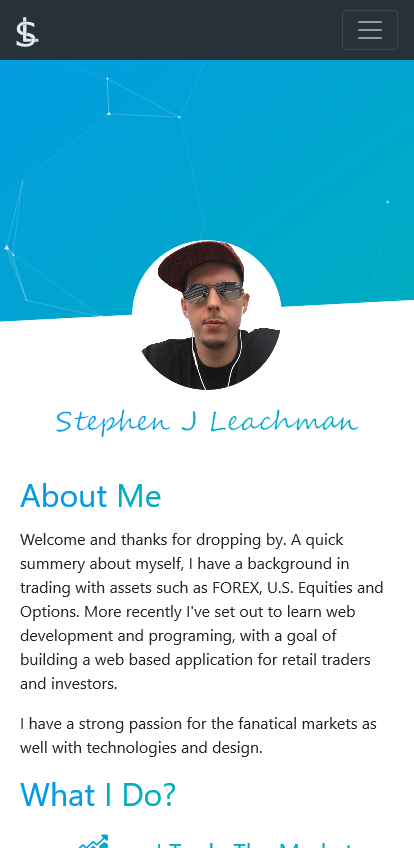 Stephen J Leachman
About Me
Welcome and thanks for dropping by. A quick
summery about myself, I have a background in
trading with assets such as FOREX, U.S. Equities and
Options. More recently I've set out to learn web
development and programing, with a goal of
building a web based application for retail traders
and investors.
I have a strong passion for the fanatical markets as
well with technologies and design.
What I Do?
I Trade The Market